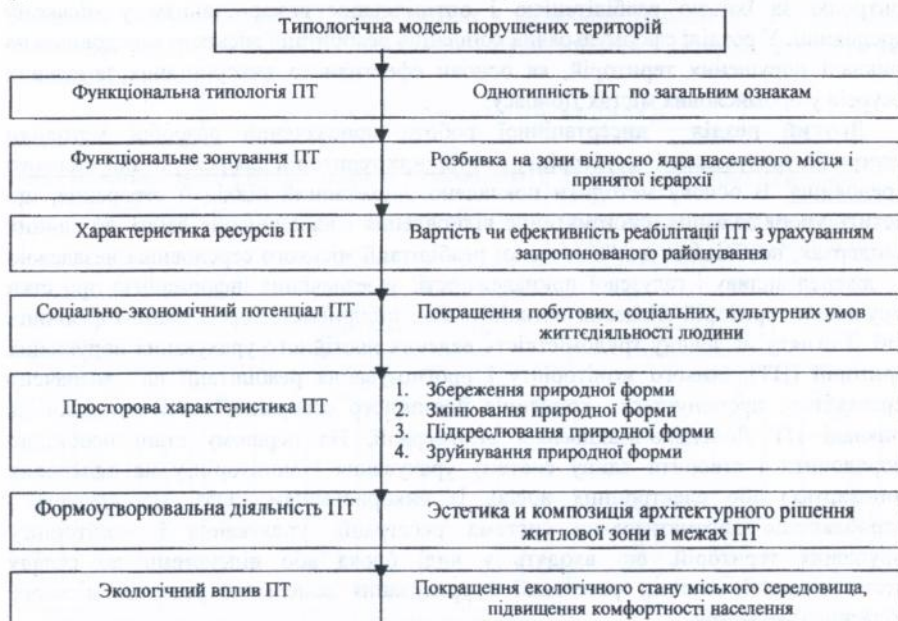 Типологічна модель порушених територій
Функціональна типологія ПТ
Однотипність ПТ по загальним ознакам
Функціональне зонування ПТ
Розбивка на зони відносно ядра населеного місця і
принятої ієрархії
Характеристика ресурсів ПТ
Вартість чи ефективність реабілітації ПТ з урахуванням
запропонованого районування
Соціально-экономічний потенціал ПТ
Покращення побутових, соціальних, культурних умов
життєдіяльності людини
Просторова характеристика ПТ
1. Збереження природної форми
2. Змінювання природної форми
3. Підкреслювання природної форми
4. Зруйнування природної форми
Формоутворювальна діяльність ПТ
Эстетика и композиція архітектурного рішення
житлової зони в межах ПТ
Экологічний вплив ПТ
Покращення екологічного стану міського середовища,
підвищення комфортності населення